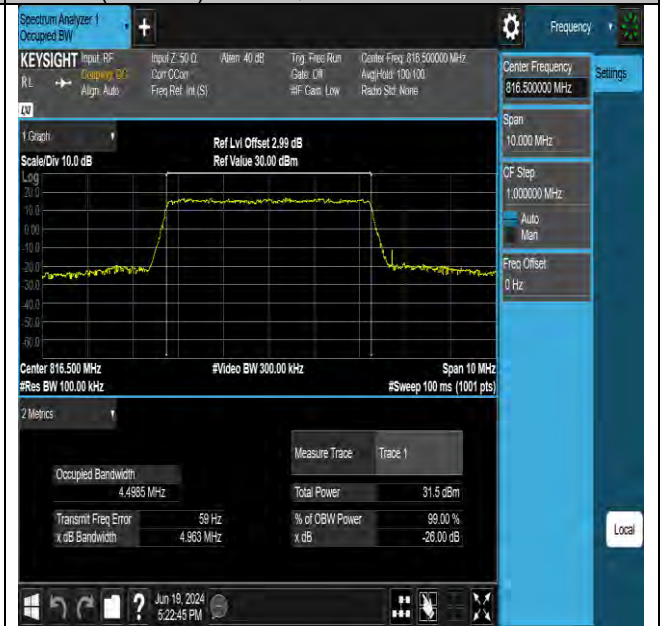 Spectrum Analyzer 1
Occupied BW
+
Frequency
KEYSIGHT
Input: RF
Coupling: DC
Align: Auto
RL
LXI
Input Z: 50 Ω
Corr CCorr
Freq Ref: Int (S)
Atten: 40 dB
Trig: Free Run
Gate: Off
#IF Gain: Low
Center Freq: 816.500000 MHz
Avg|Hold: 100/100
Radio Std: None
Center Frequency
816.500000 MHz
Settings
Span
10.000 MHz
CF Step
1.000000 MHz
Auto
Man
Freq Offset
0 Hz
1 Graph
Scale/Div 10.0 dB
Ref Lvl Offset 2.99 dB
Ref Value 30.00 dBm
Log
20.0
10.0
0.00
-10.0
-20.0
-30.0
-40.0
-50.0
-60.0
Center 816.500 MHz
#Video BW 300.00 kHz
Span 10 MHz
#Res BW 100.00 kHz
#Sweep 100 ms (1001 pts)
2 Metrics
Measure Trace
Trace 1
Occupied Bandwidth
4.4985 MHz
Total Power
31.5 dBm
Transmit Freq Error
59 Hz
% of OBW Power
99.00 %
x dB Bandwidth
4.963 MHz
x dB
-26.00 dB
Local
?
Jun 19, 2024
5:22:45 PM